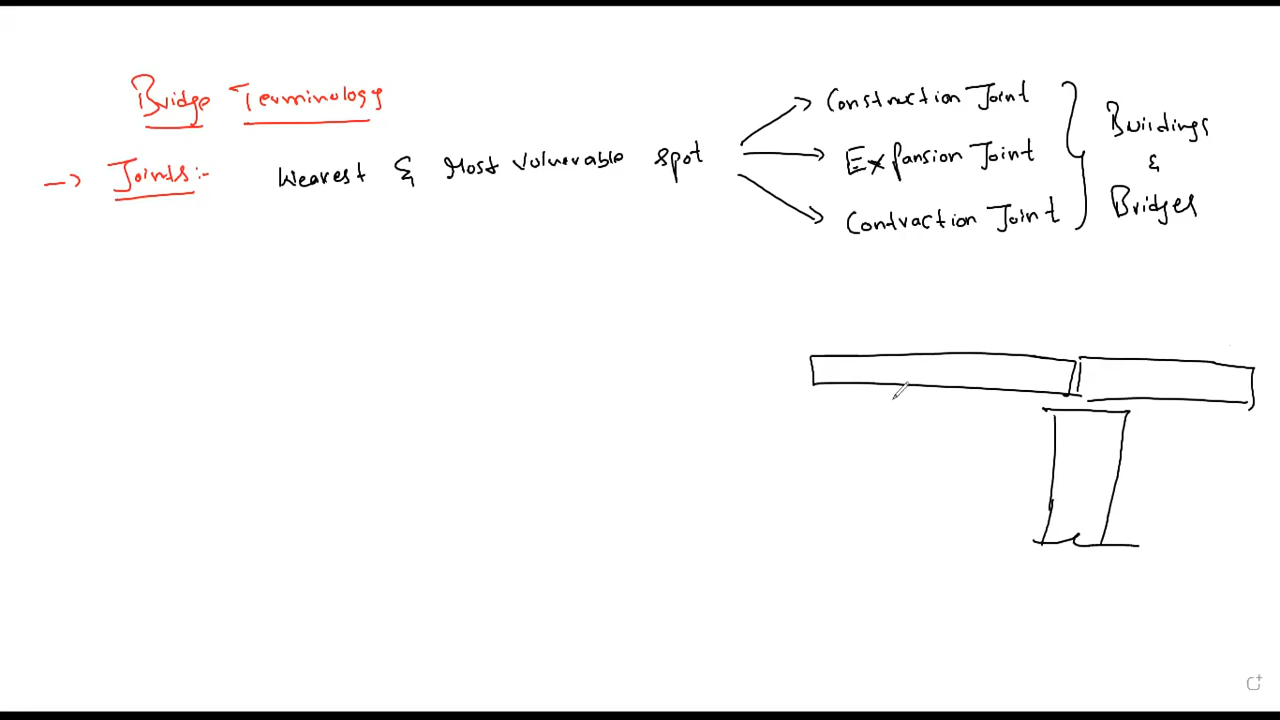 Bridge Terminology
→ Joints:- Wearest & Most Vulnerable spot
Construction Joint
Expansion Joint
Contraction Joint
Buildings
&
Bridges